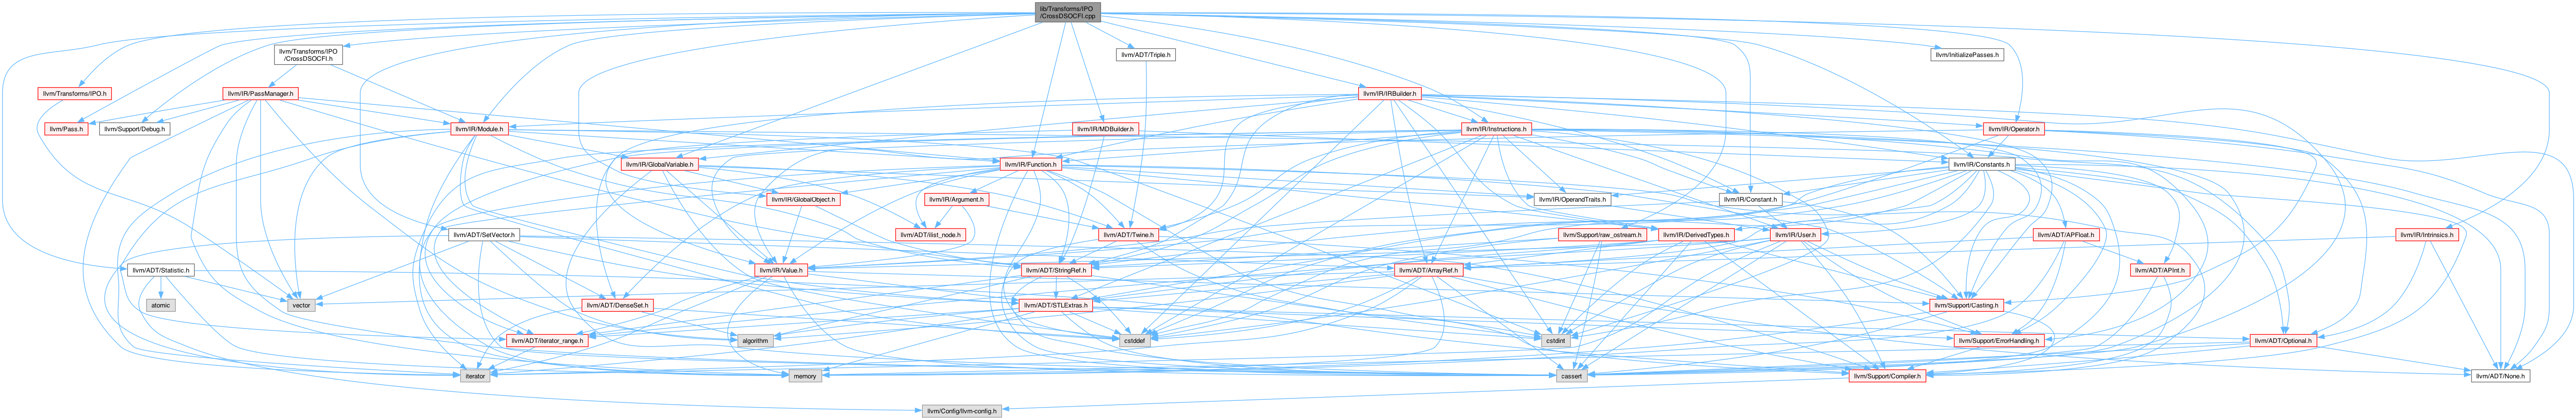 lib/Transforms/IPO
/CrossDSOCFI.cpp
llvm/Transforms/IPO
/CrossDSOCFI.h
llvm/ADT/Triple.h
llvm/InitializePasses.h
llvm/Transforms/IPO.h
llvm/IR/PassManager.h
llvm/IR/IRBuilder.h
llvm/Pass.h
llvm/Support/Debug.h
llvm/IR/Module.h
llvm/IR/MDBuilder.h
llvm/IR/Instructions.h
llvm/IR/Operator.h
llvm/IR/GlobalVariable.h
llvm/IR/Function.h
llvm/IR/Constants.h
llvm/IR/GlobalObject.h
llvm/IR/Argument.h
llvm/IR/OperandTraits.h
llvm/IR/Constant.h
llvm/ADT/SetVector.h
llvm/ADT/ilist_node.h
llvm/ADT/Twine.h
llvm/Support/raw_ostream.h
llvm/IR/DerivedTypes.h
llvm/IR/User.h
llvm/ADT/APFloat.h
llvm/IR/Intrinsics.h
llvm/ADT/Statistic.h
llvm/IR/Value.h
llvm/ADT/StringRef.h
llvm/ADT/ArrayRef.h
llvm/ADT/APInt.h
atomic
vector
llvm/ADT/DenseSet.h
llvm/ADT/STLExtras.h
llvm/Support/Casting.h
llvm/ADT/iterator_range.h
algorithm
cstddef
cstdint
llvm/Support/ErrorHandling.h
llvm/ADT/Optional.h
iterator
memory
cassert
llvm/Support/Compiler.h
llvm/ADT/None.h
llvm/Config/llvm-config.h